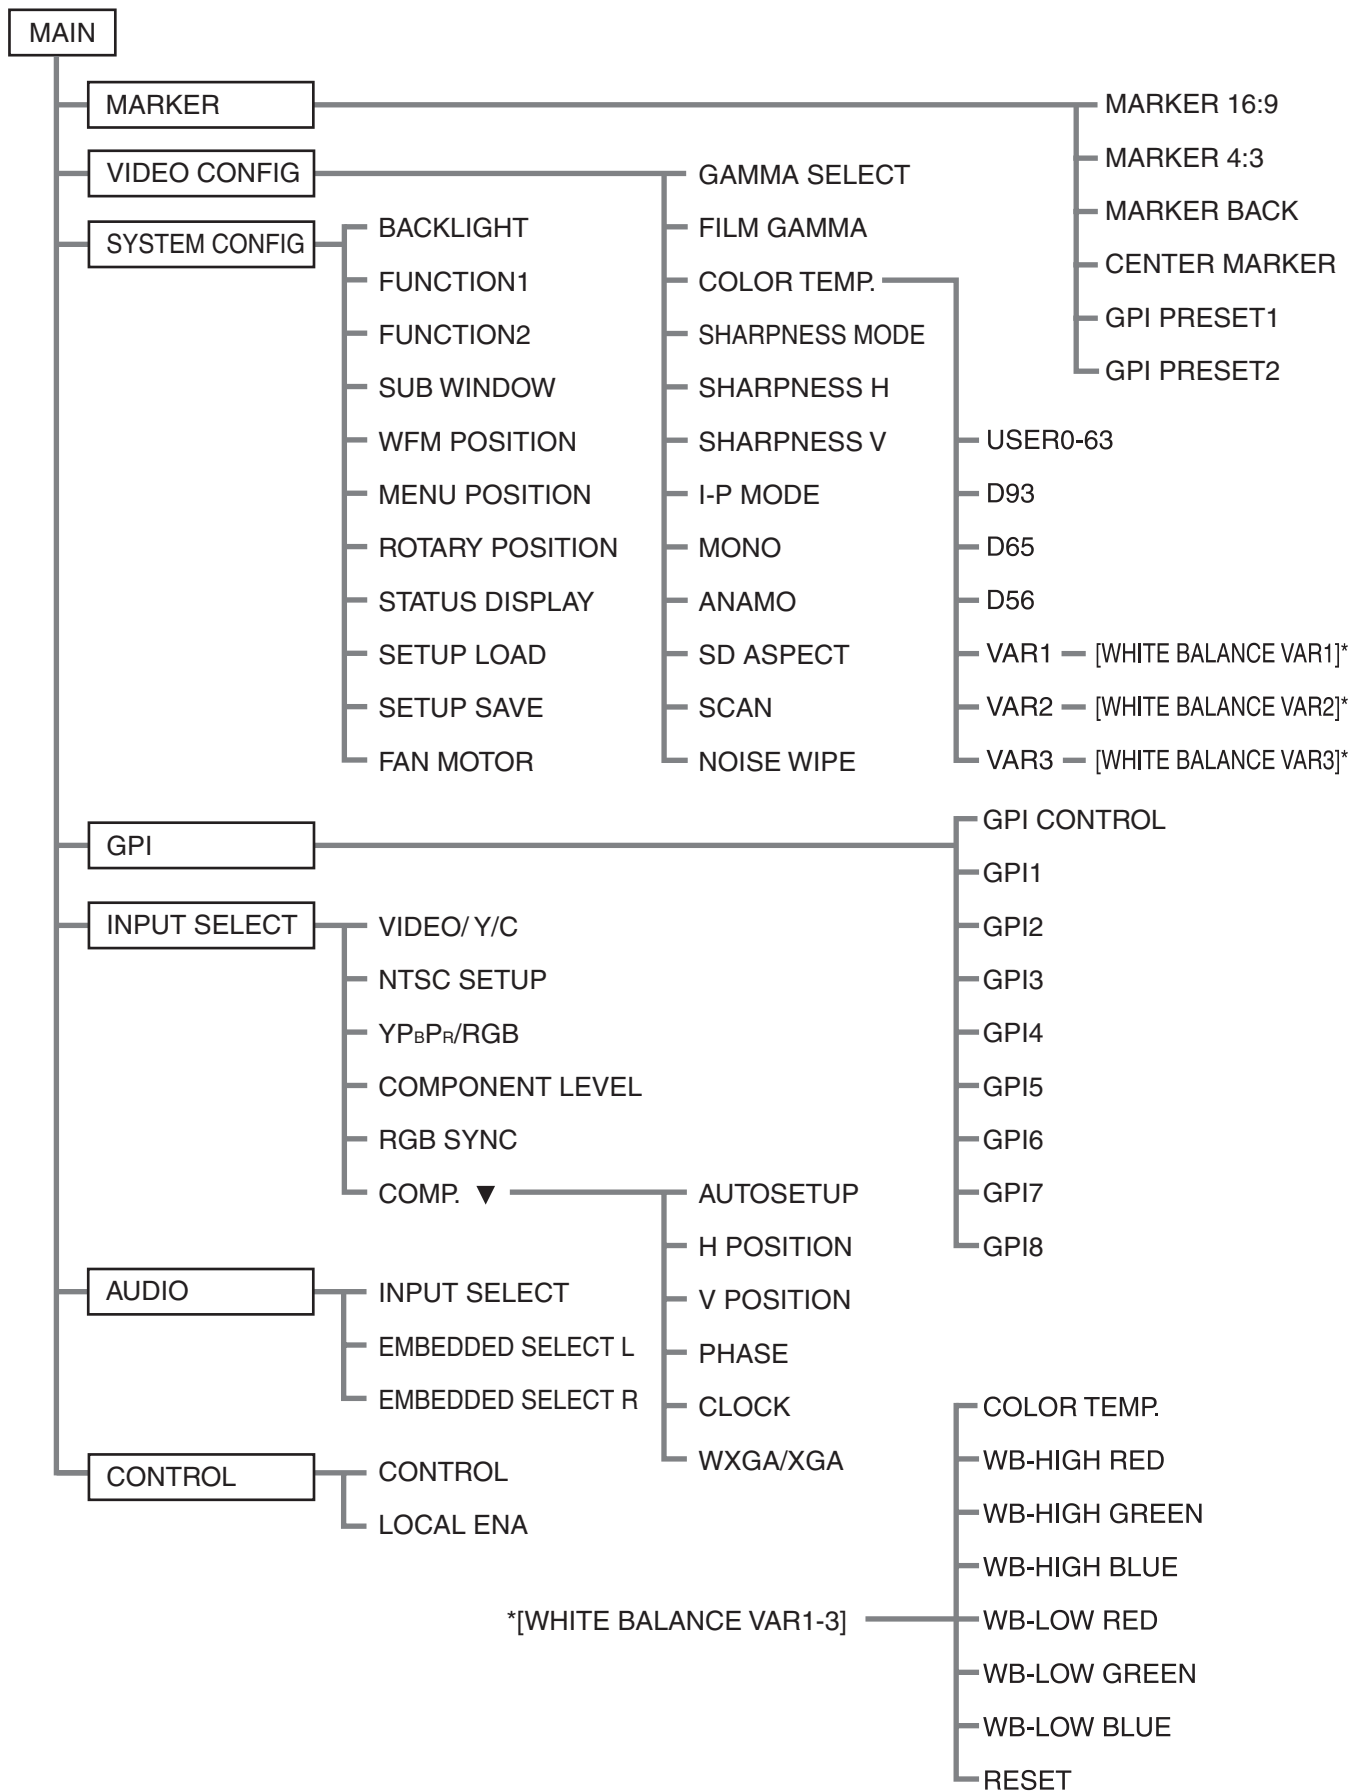 MAIN
MARKER
MARKER 16:9
MARKER 4:3
MARKER BACK
CENTER MARKER
GPI PRESET1
GPI PRESET2
VIDEO CONFIG
GAMMA SELECT
FILM GAMMA
COLOR TEMP.
SHARPNESS MODE
SHARPNESS H
SHARPNESS V
I-P MODE
MONO
ANAMO
SD ASPECT
SCAN
NOISE WIPE
USER0-63
D93
D65
D56
VAR1 [WHITE BALANCE VAR1]*
VAR2 [WHITE BALANCE VAR2]*
VAR3 [WHITE BALANCE VAR3]*
SYSTEM CONFIG
BACKLIGHT
FUNCTION1
FUNCTION2
SUB WINDOW
WFM POSITION
MENU POSITION
ROTARY POSITION
STATUS DISPLAY
SETUP LOAD
SETUP SAVE
FAN MOTOR
GPI
GPI CONTROL
GPI1
GPI2
GPI3
GPI4
GPI5
GPI6
GPI7
GPI8
INPUT SELECT
VIDEO/ Y/C
NTSC SETUP
YPBPR/RGB
COMPONENT LEVEL
RGB SYNC
COMP. ▼
AUTOSETUP
H POSITION
V POSITION
PHASE
CLOCK
WXGA/XGA
AUDIO
INPUT SELECT
EMBEDDED SELECT L
EMBEDDED SELECT R
CONTROL
CONTROL
LOCAL ENA
*[WHITE BALANCE VAR1-3]
COLOR TEMP.
WB-HIGH RED
WB-HIGH GREEN
WB-HIGH BLUE
WB-LOW RED
WB-LOW GREEN
WB-LOW BLUE
RESET